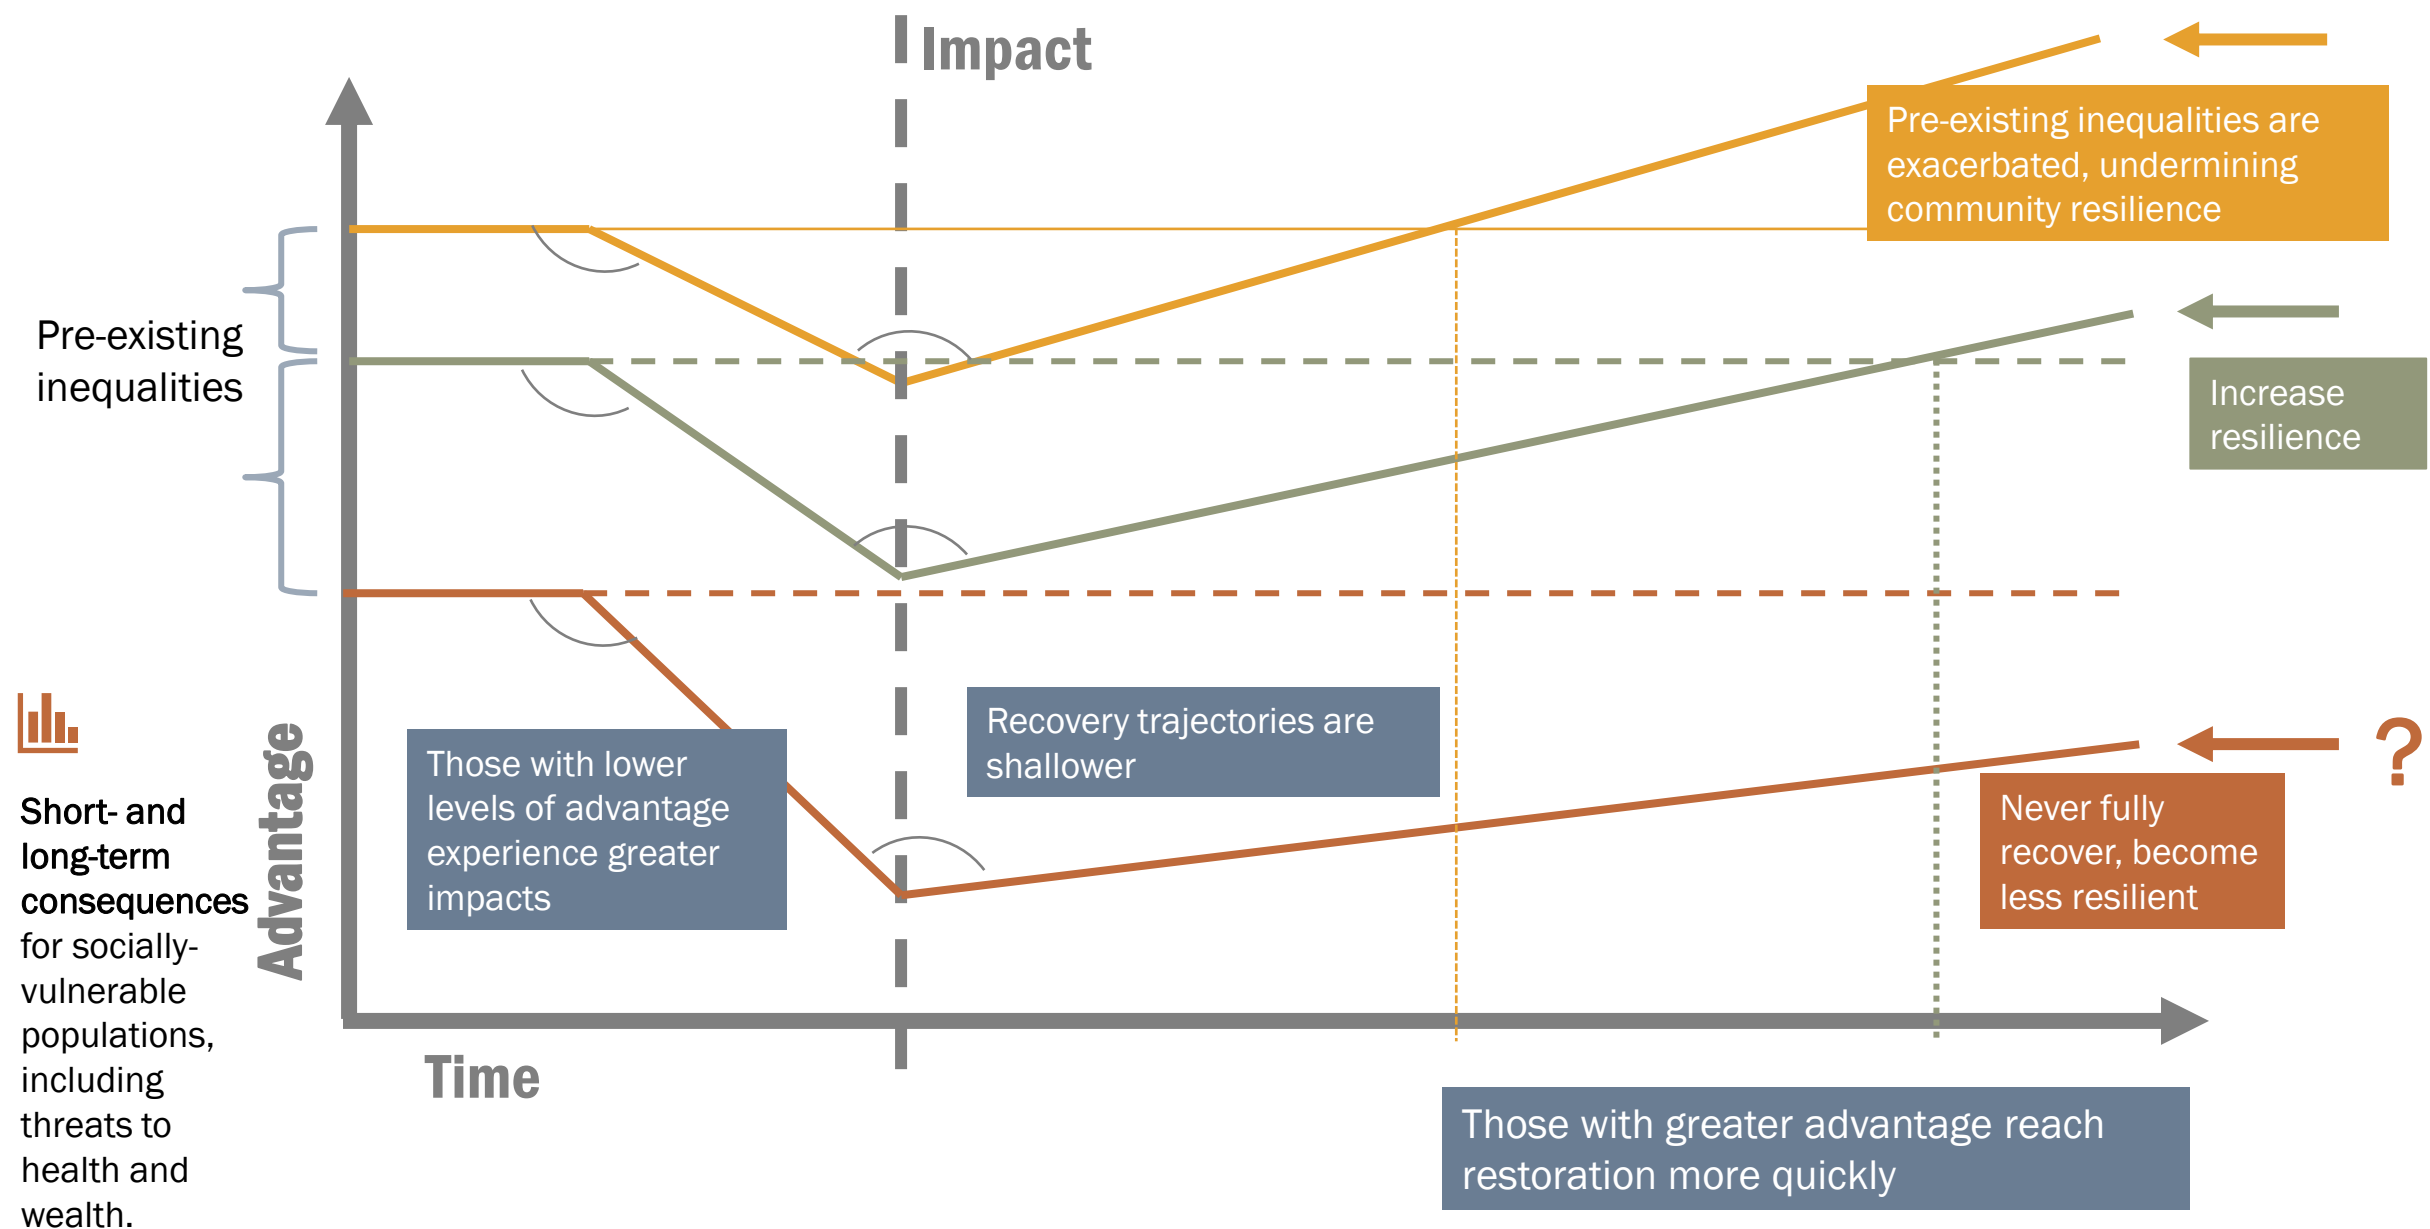 Impact
Pre-existing inequalities are
exacerbated, undermining
community resilience
Pre-existing
inequalities
Increase
resilience
Recovery trajectories are
shallower
Those with lower
levels of advantage
experience greater
impacts
?
Never fully
recover, become
less resilient
Advantage
Short- and
long-term
consequences
for socially-
vulnerable
populations,
including
threats to
health and
wealth.
Time
Those with greater advantage reach
restoration more quickly